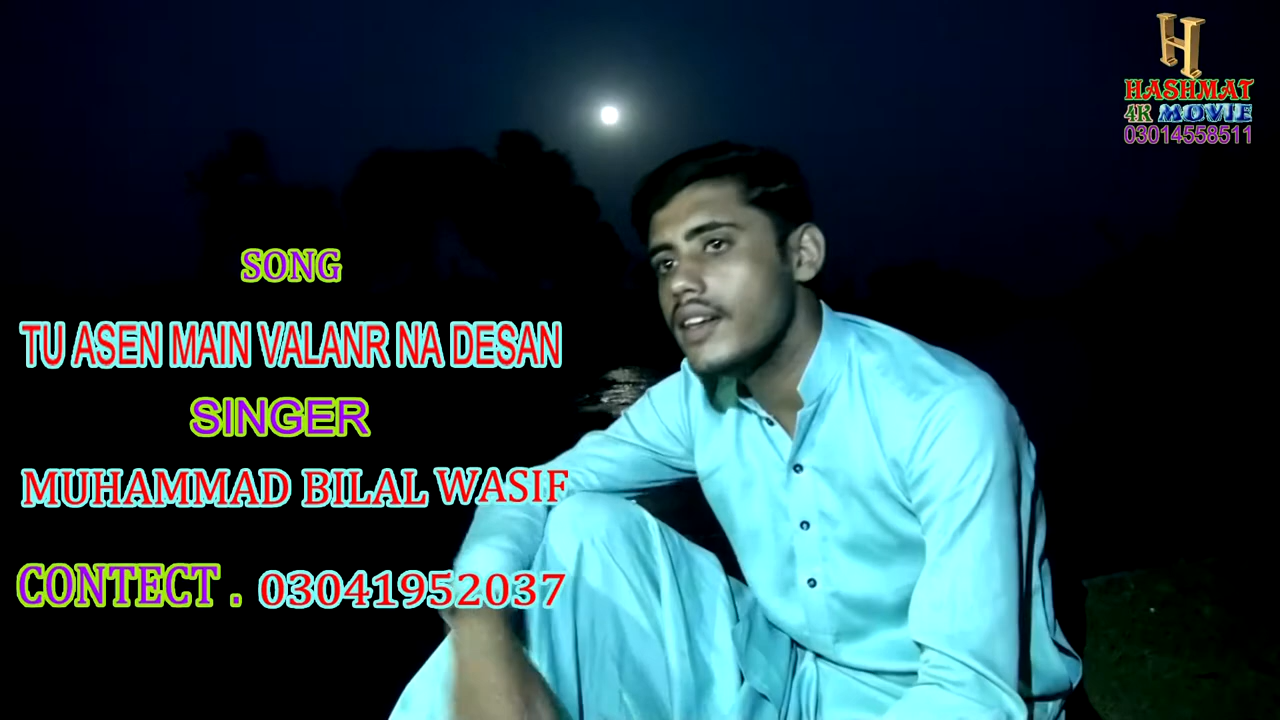 H
HASHMAT
4K MOVIE
03014558511
SONG
TU ASEN MAIN VALANR NA DESAN
SINGER
MUHAMMAD BILAL WASIF
CONTECT . 03041952037